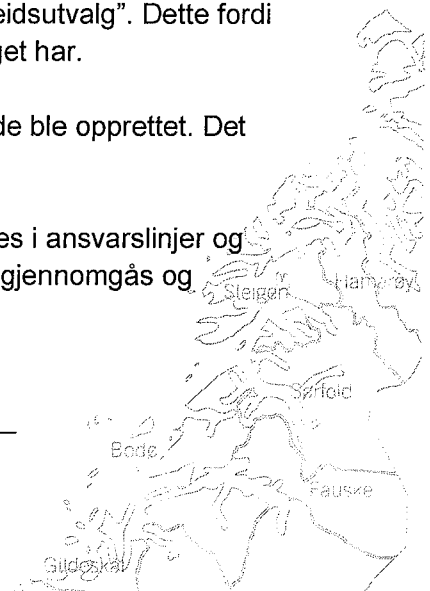 eidsutvalg”. Dette fordi
get har.
de ble opprettet. Det
es i ansvarslinjer og
gjennomgås og
Steigen
Hamarøy
Sørfold
Bodø
Fauske
Gildeskål